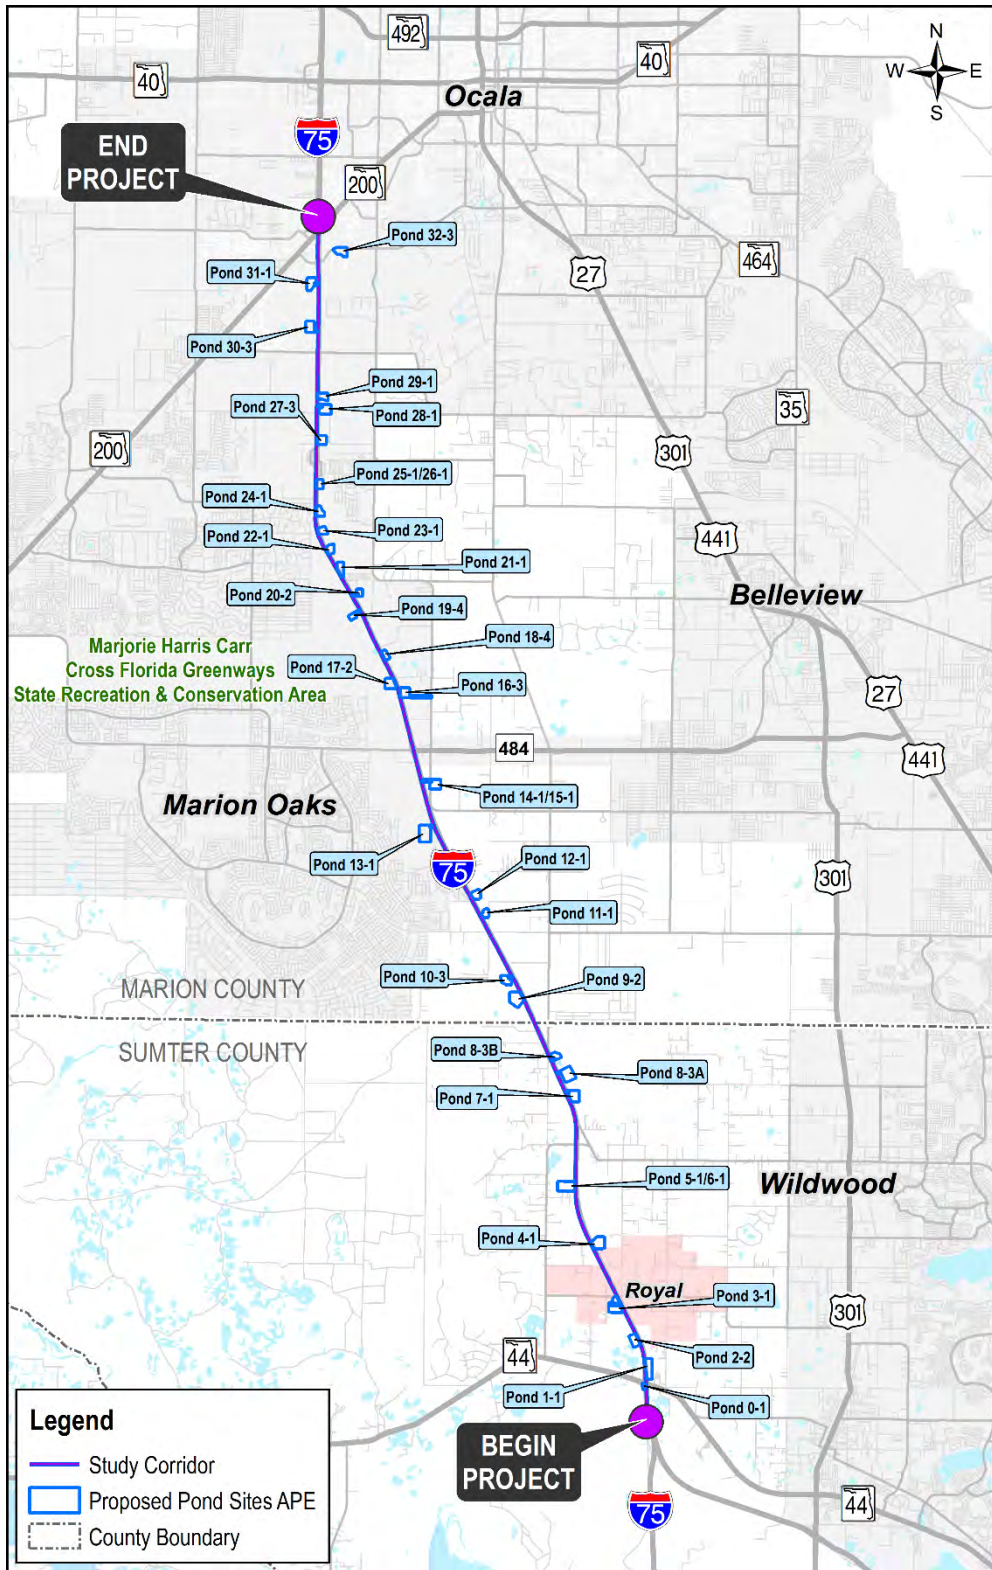 492
40
40
N
W E
S
Ocala
75
END
PROJECT
200
Pond 32-3
464
27
Pond 31-1
Pond 30-3
Pond 29-1
Pond 27-3
Pond 28-1
35
200
301
Pond 25-1/26-1
Pond 24-1
Pond 23-1
Pond 22-1
441
Pond 21-1
Pond 20-2
Belleview
Pond 19-4
Marjorie Harris Carr
Cross Florida Greenways
State Recreation & Conservation Area
Pond 18-4
Pond 17-2
Pond 16-3
27
484
441
Pond 14-1/15-1
Marion Oaks
Pond 13-1
75
Pond 12-1
301
Pond 11-1
Pond 10-3
Pond 9-2
MARION COUNTY
SUMTER COUNTY
Pond 8-3B
Pond 8-3A
Pond 7-1
Pond 5-1/6-1
Wildwood
Pond 4-1
Royal
Pond 3-1
301
44
Pond 2-2
Pond 1-1
Pond 0-1
BEGIN
PROJECT
75
44
Legend
Study Corridor
Proposed Pond Sites APE
County Boundary